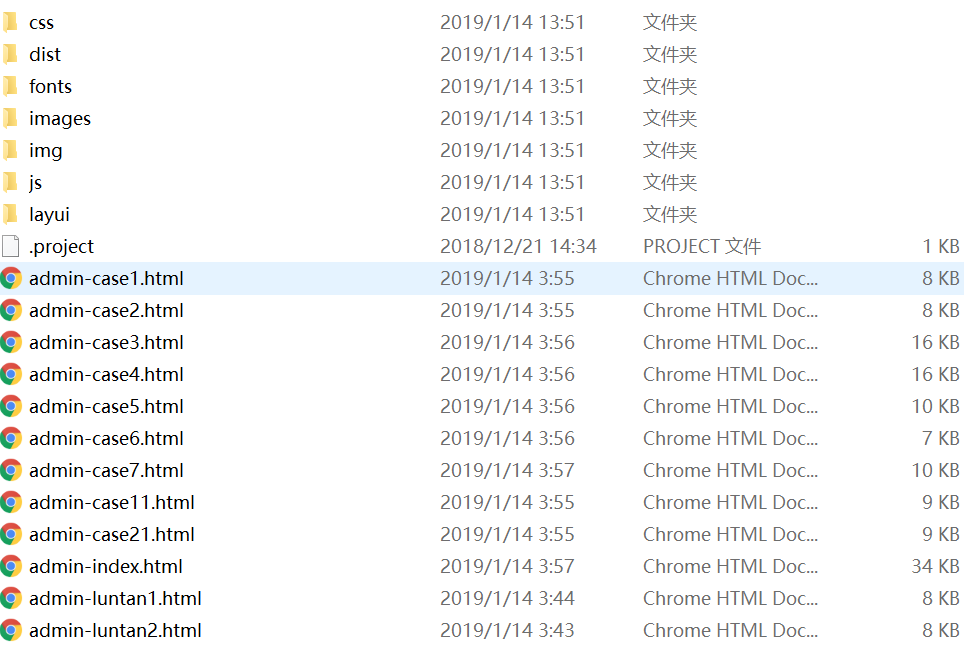 css 2019/1/14 13:51 文件夹
dist 2019/1/14 13:51 文件夹
fonts 2019/1/14 13:51 文件夹
images 2019/1/14 13:51 文件夹
img 2019/1/14 13:51 文件夹
js 2019/1/14 13:51 文件夹
layui 2019/1/14 13:51 文件夹
.project 2018/12/21 14:34 PROJECT 文件 1 KB
admin-case1.html 2019/1/14 3:55 Chrome HTML Doc... 8 KB
admin-case2.html 2019/1/14 3:55 Chrome HTML Doc... 8 KB
admin-case3.html 2019/1/14 3:56 Chrome HTML Doc... 16 KB
admin-case4.html 2019/1/14 3:56 Chrome HTML Doc... 16 KB
admin-case5.html 2019/1/14 3:56 Chrome HTML Doc... 10 KB
admin-case6.html 2019/1/14 3:56 Chrome HTML Doc... 7 KB
admin-case7.html 2019/1/14 3:57 Chrome HTML Doc... 10 KB
admin-case11.html 2019/1/14 3:55 Chrome HTML Doc... 9 KB
admin-case21.html 2019/1/14 3:55 Chrome HTML Doc... 9 KB
admin-index.html 2019/1/14 3:57 Chrome HTML Doc... 34 KB
admin-luntan1.html 2019/1/14 3:44 Chrome HTML Doc... 8 KB
admin-luntan2.html 2019/1/14 3:43 Chrome HTML Doc... 8 KB